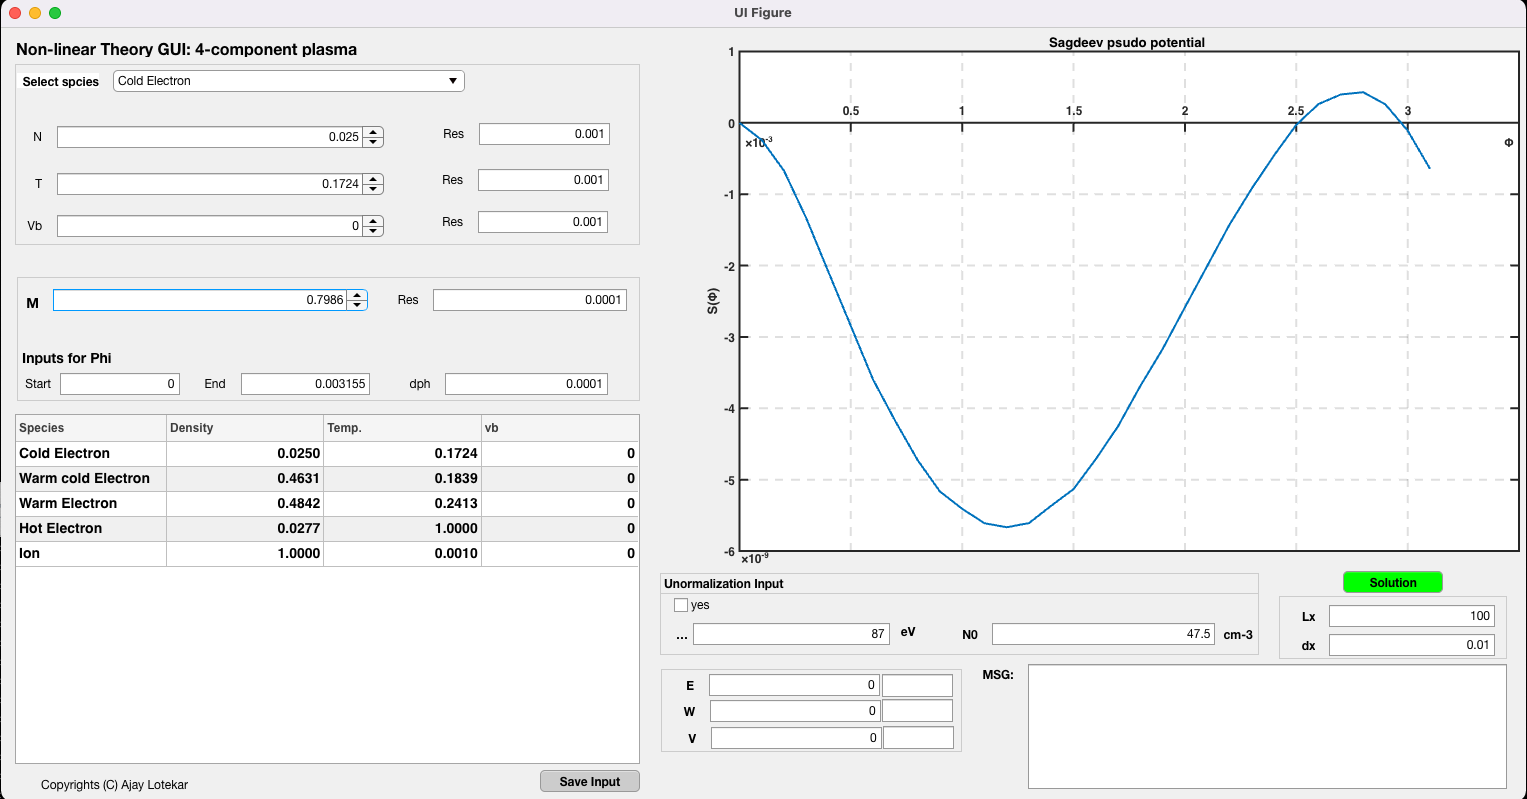 UI Figure
Non-linear Theory GUI: 4-component plasma
Select spcies Cold Electron
N 0.025 Res 0.001
T 0.1724 Res 0.001
Vb 0 Res 0.001
M 0.7986 Res 0.0001
Inputs for Phi
Start 0 End 0.003155 dph 0.0001
Species Density Temp. vb
Cold Electron 0.0250 0.1724 0
Warm cold Electron 0.4631 0.1839 0
Warm Electron 0.4842 0.2413 0
Hot Electron 0.0277 1.0000 0
Ion 1.0000 0.0010 0
Copyrights (C) Ajay Lotekar
Save Input
Sagdeev psudo potential
1
0.5 1 1.5 2 2.5 3
0
×10-3 Φ
-1
-2
S(Φ)
-3
-4
-5
-6
×10-9
Unormalization Input
yes
... 87 eV N0 47.5 cm-3
Solution
Lx 100
dx 0.01
E 0
W 0
V 0
MSG: